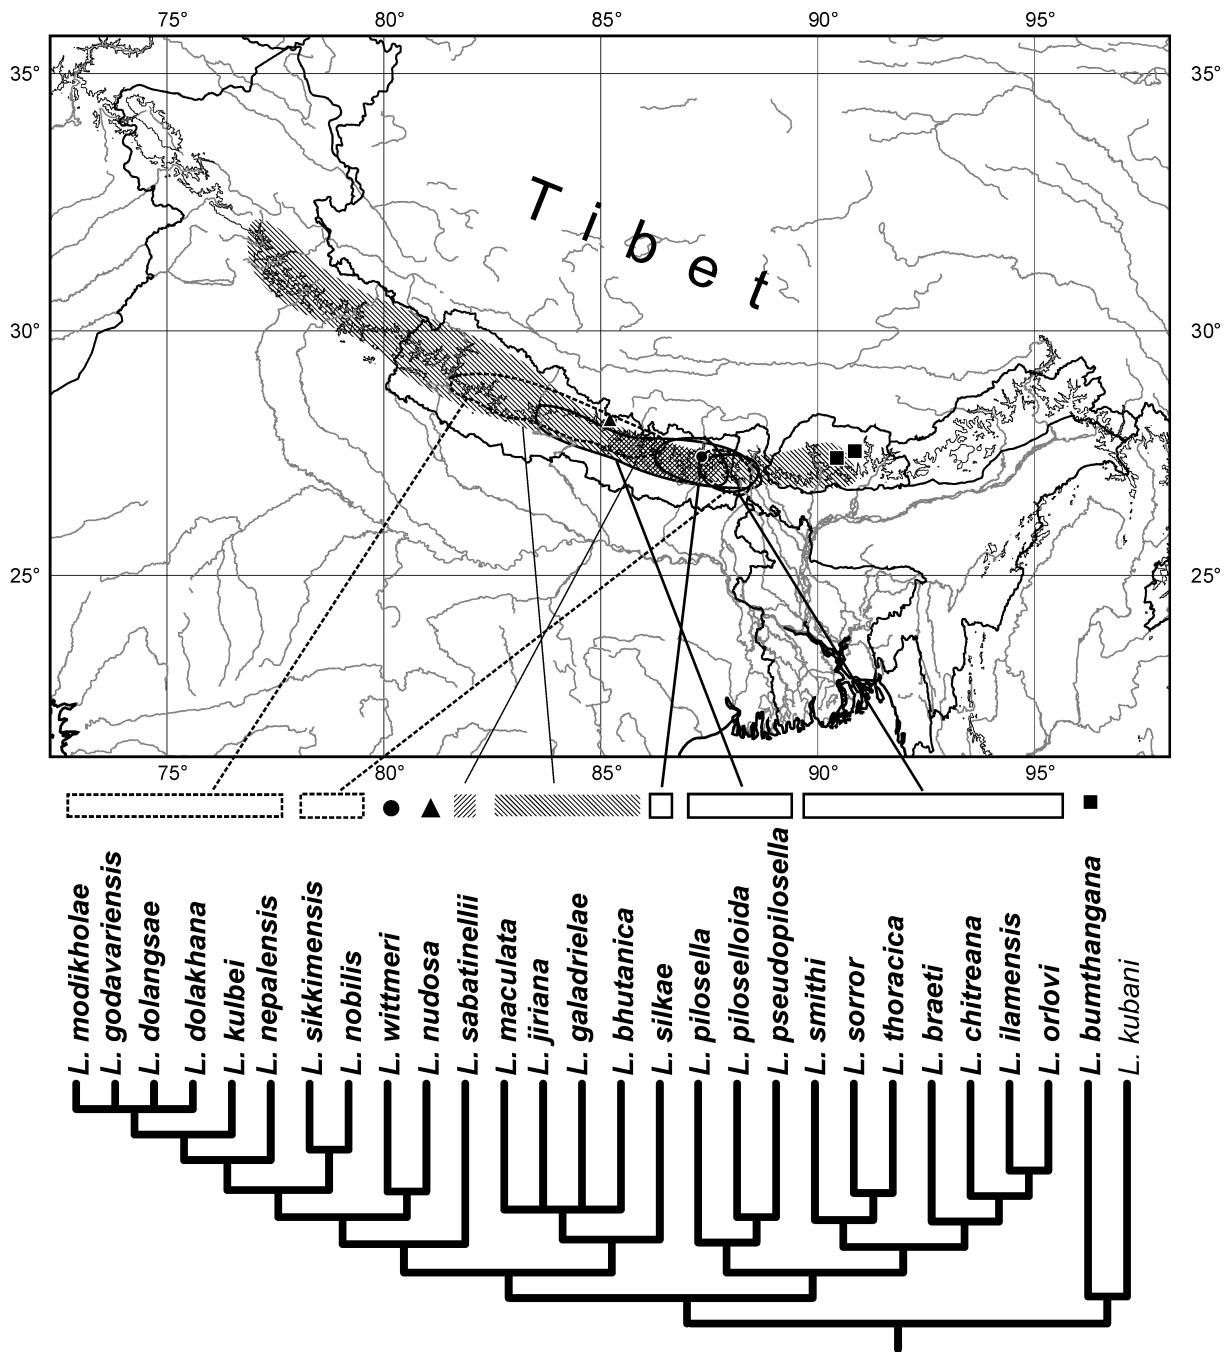 75° 80° 85° 90° 95°
35° 35°
Tibet
30° 30°
25° 25°
75° 80° 85° 90° 95°
L. modikholae
L. godavariensis
L. dolangsae
L. dolakhana
L. kulbei
L. nepalensis
L. sikkimensis
L. nobilis
L. wittmeri
L. nudosa
L. sabatinellii
L. maculata
L. jiriana
L. galadrielae
L. bhutanica
L. silkae
L. pilosella
L. piloselloida
L. pseudopilosella
L. smithi
L. sorror
L. thoracica
L. braeti
L. chitreana
L. ilamensis
L. orlovi
L. bumthangana
L. kubani